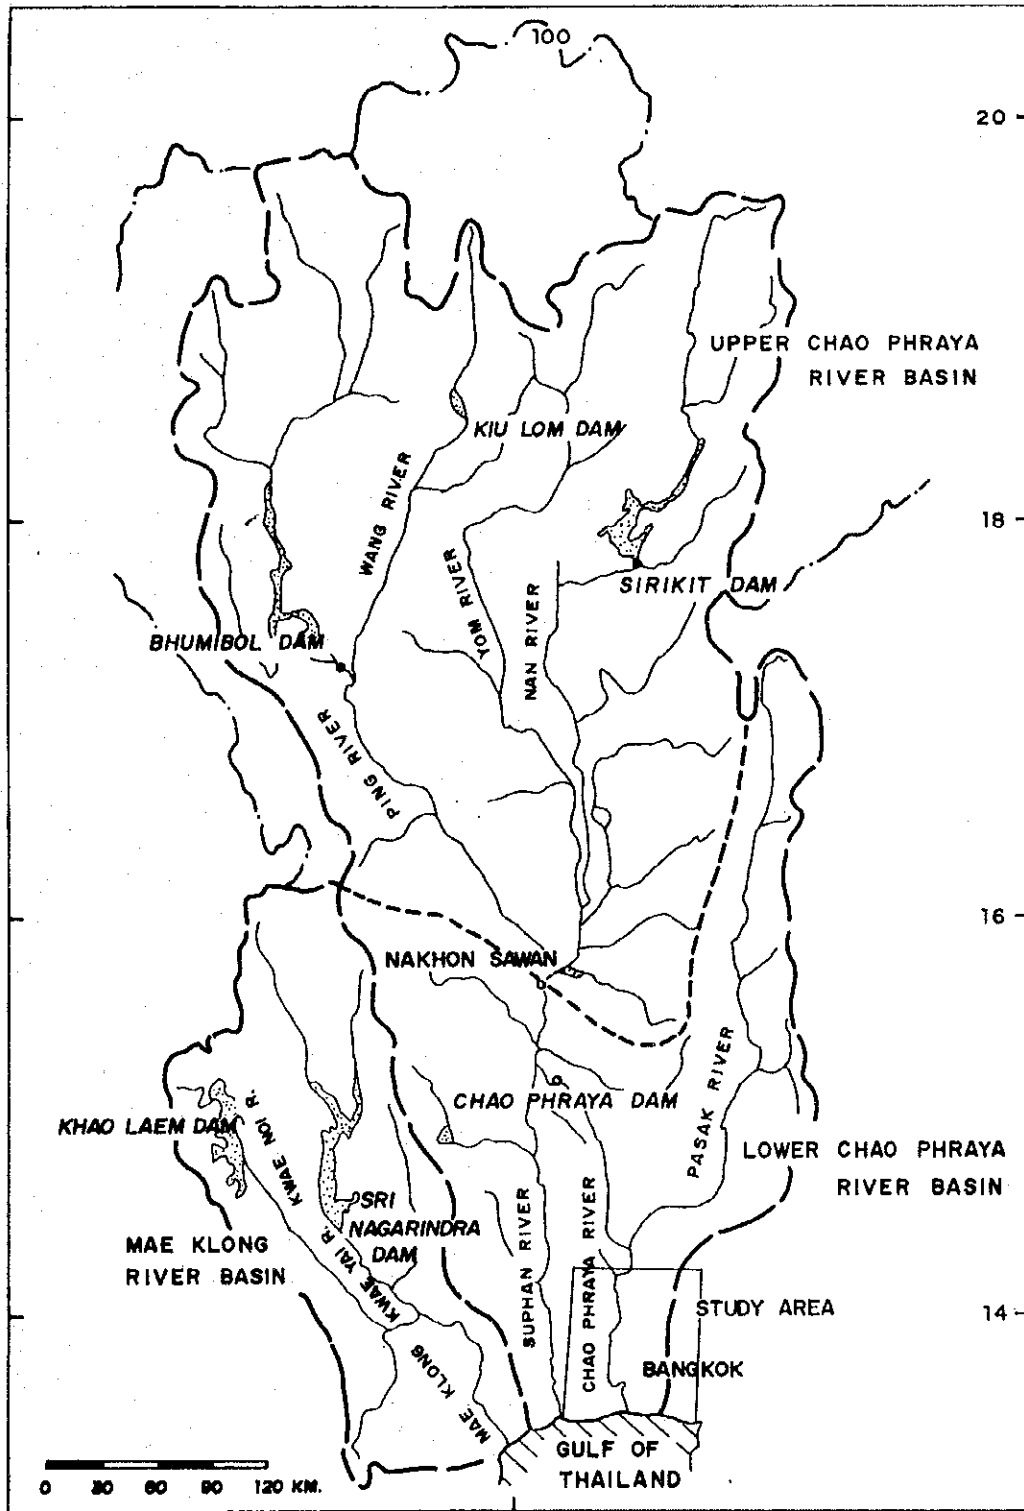 100
20
UPPER CHAO PHRAYA
RIVER BASIN
KIU LOM DAM
WANG RIVER
18
YOM RIVER
SIRIKIT DAM
NAN RIVER
BHUMIBOL DAM
PING RIVER
16
NAKHON SAWAN
PASAK RIVER
CHAO PHRAYA DAM
KWAE NOI R.
KHAO LAEM DAM
LOWER CHAO PHRAYA
RIVER BASIN
SRI
NAGARINDRA
DAM
KWAE YAI R.
MAE KLONG
RIVER BASIN
SUPHAN RIVER
CHAO PHRAYA RIVER
STUDY AREA
14
BANGKOK
MAE KLONG
GULF OF
THAILAND
0 30 60 90 120 KM.